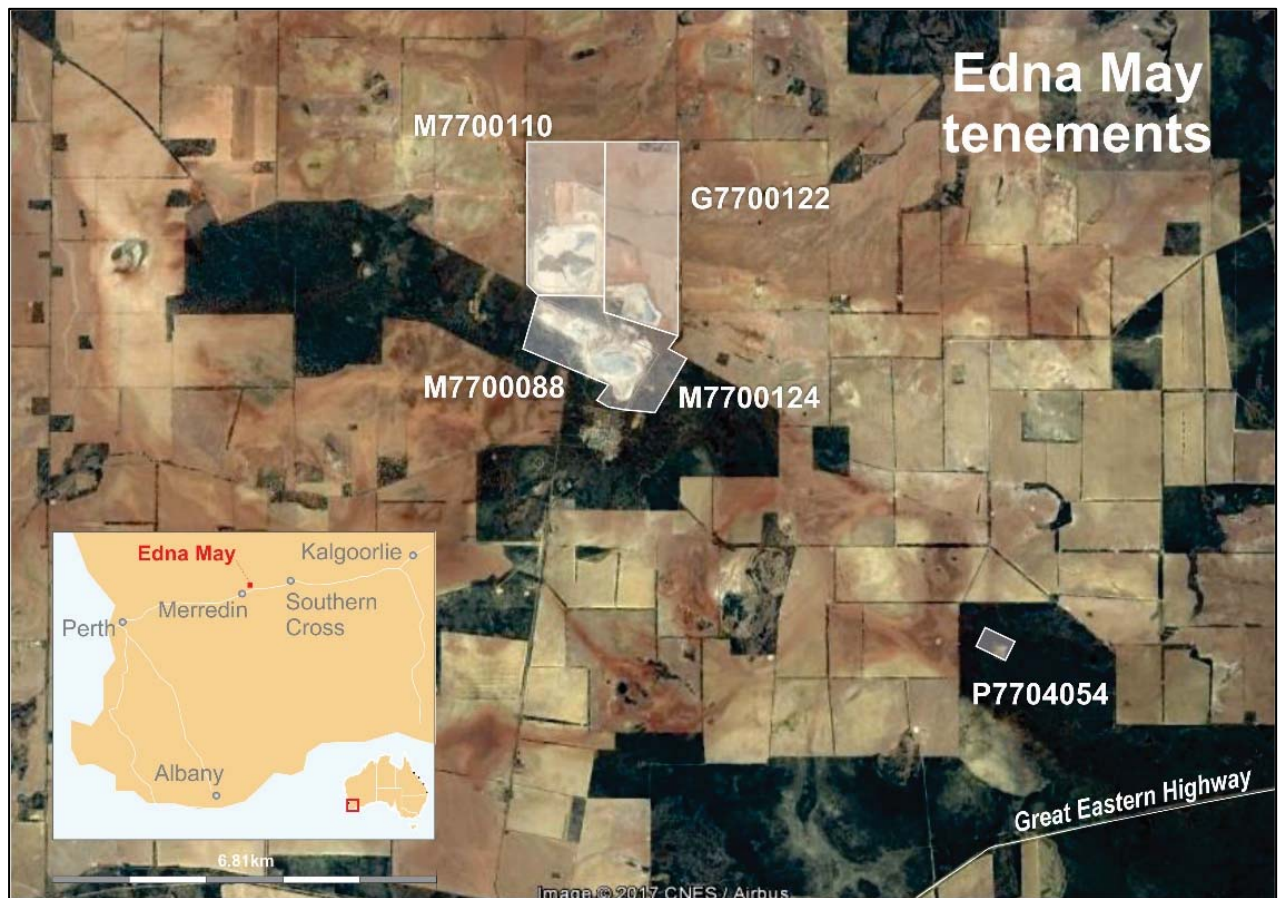 Edna May
tenements
M7700110
G7700122
M7700088
M7700124
Edna May
Kalgoorlie
Merredin
Southern
Cross
Perth
Albany
P7704054
Great Eastern Highway
6.81km
Image © 2017 CNES / Airbus